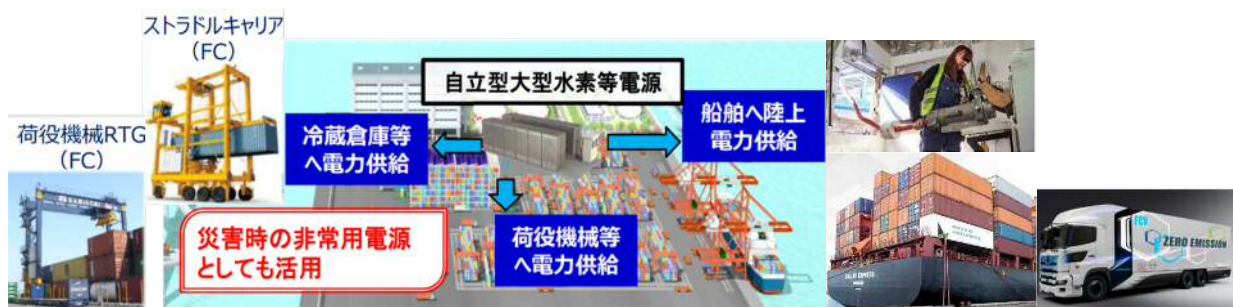 ストラドルキャリア
(FC)
荷役機械RTG
(FC)
自立型大型水素等電源
冷蔵倉庫等
へ電力供給
船舶へ陸上
電力供給
災害時の非常用電源
としても活用
荷役機械等
へ電力供給
FCV
ZERO EMISSION